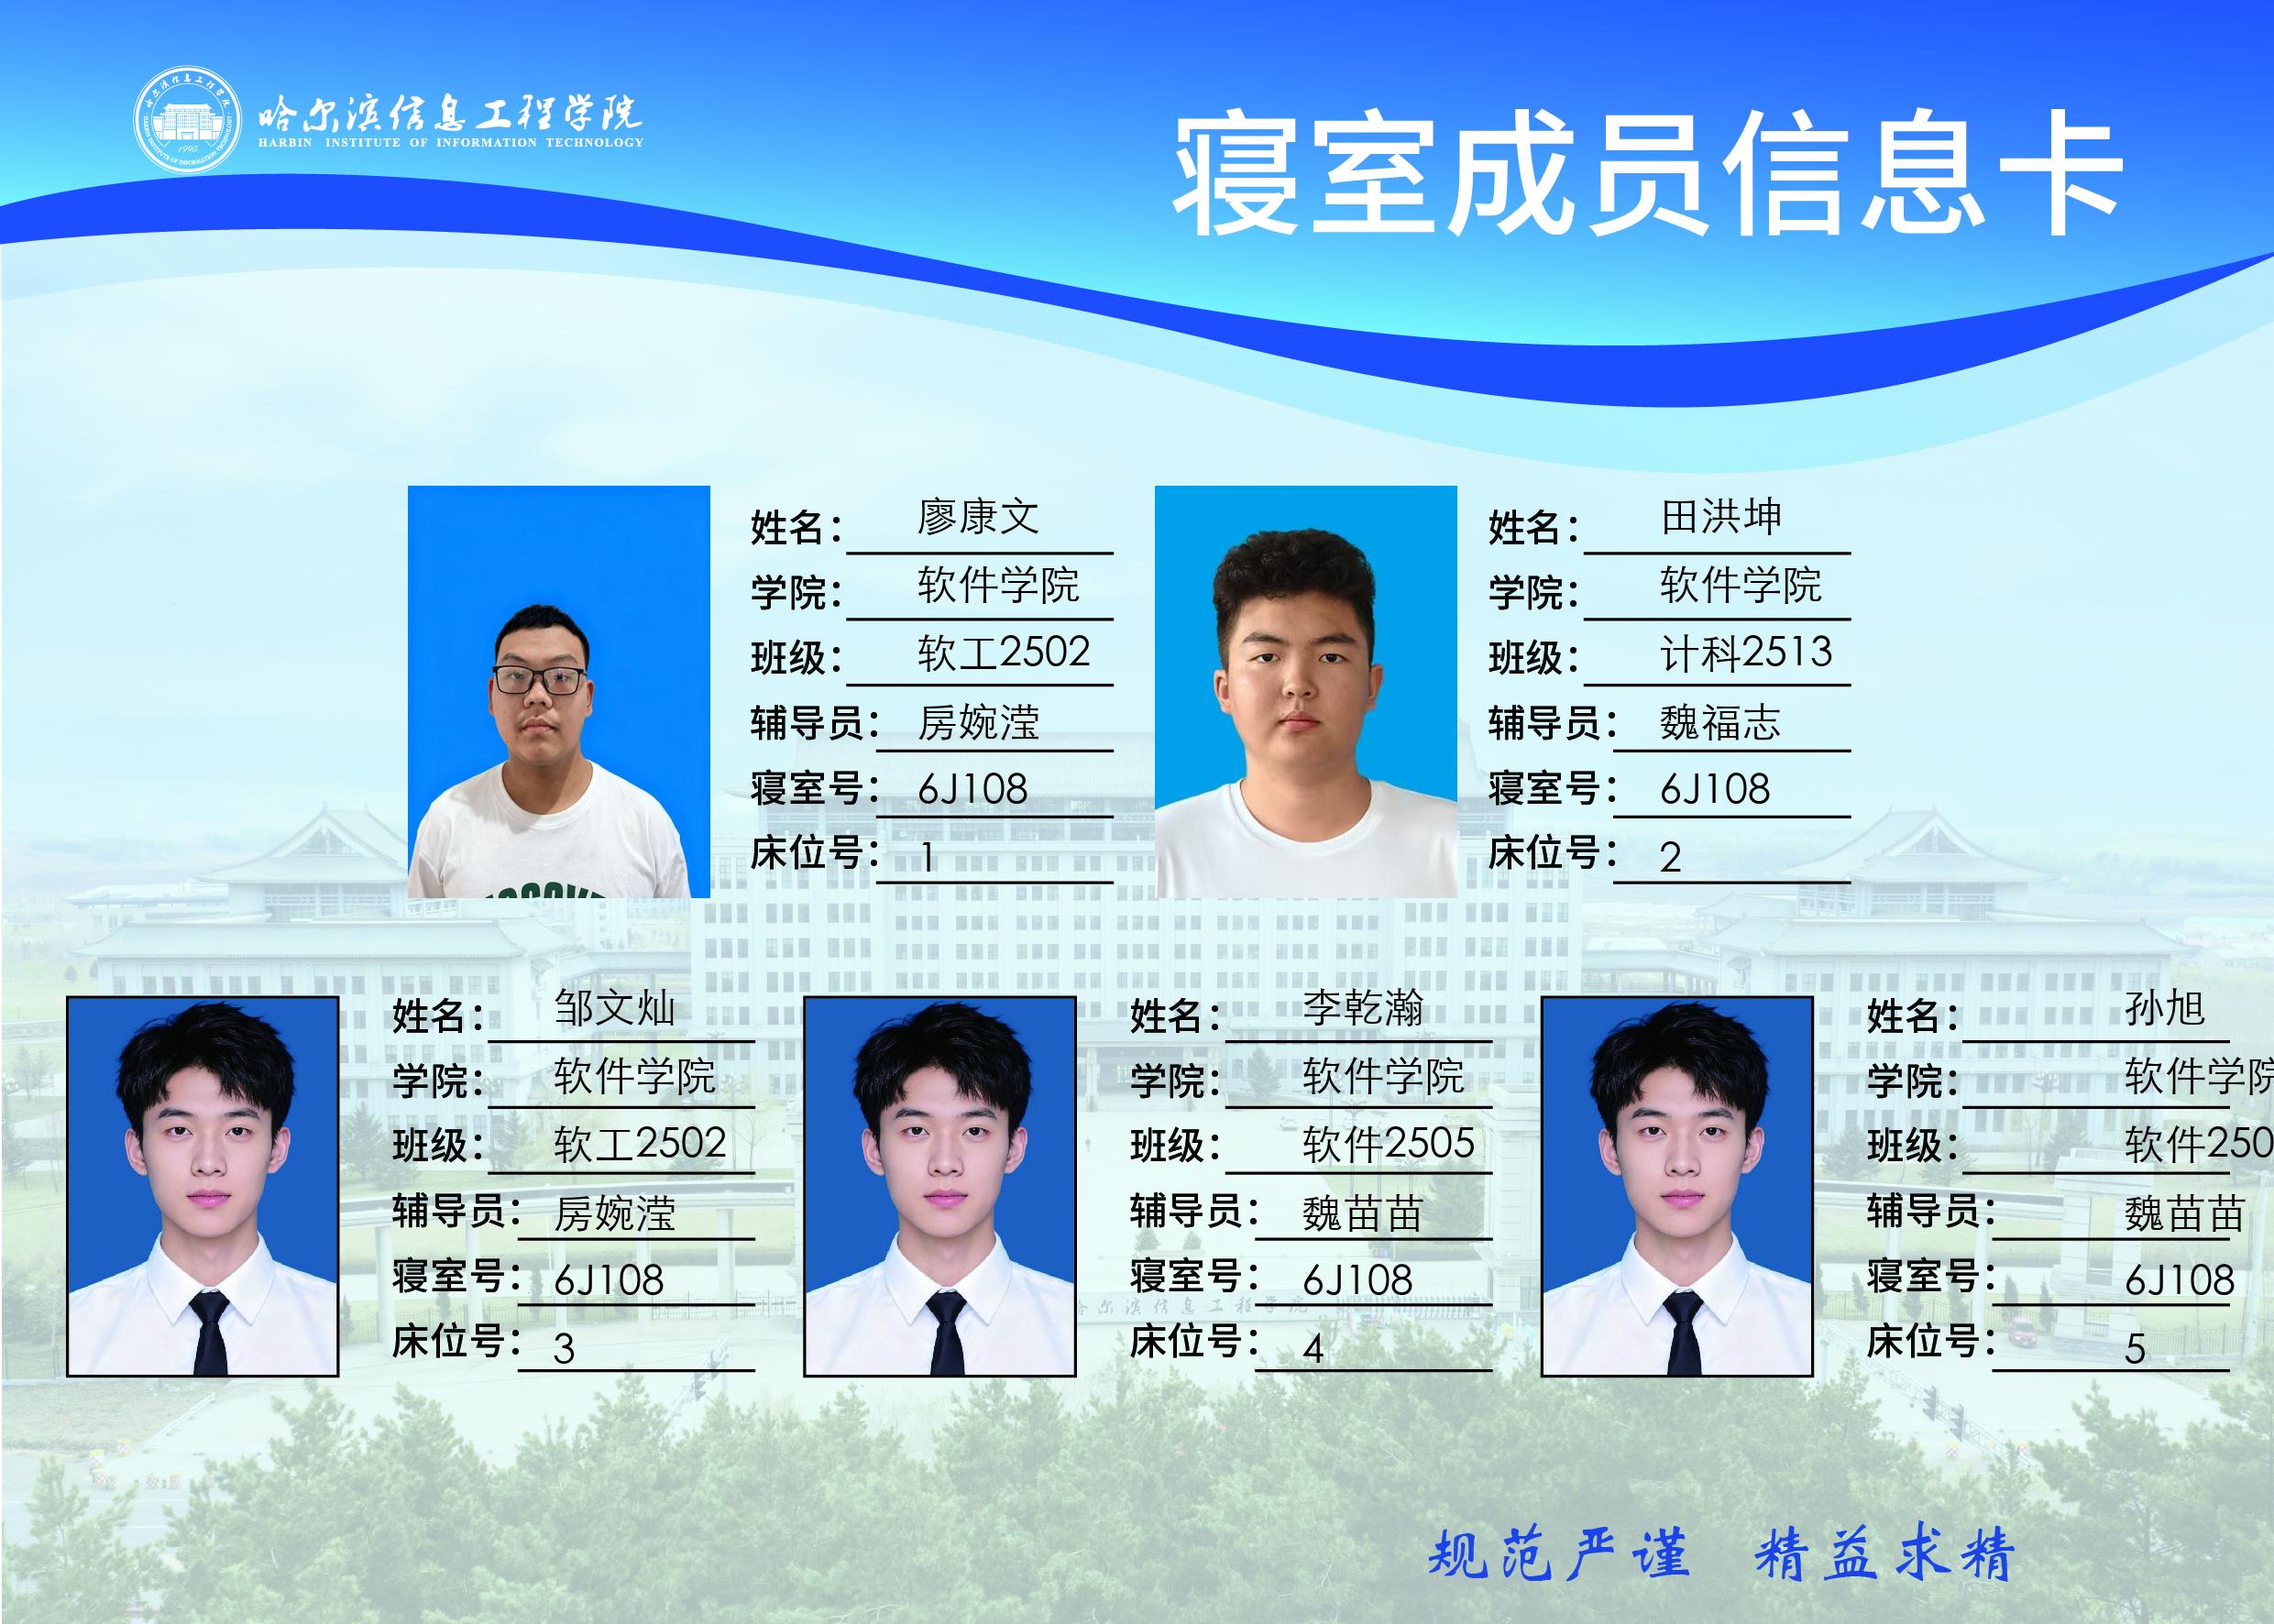 哈尔滨信息工程学院
HARBIN INSTITUTE OF INFORMATION TECHNOLOGY
1995
寝室成员信息卡
姓名：廖康文
学院：软件学院
班级：软工2502
辅导员：房婉滢
寝室号：6J108
床位号：1
姓名：田洪坤
学院：软件学院
班级：计科2513
辅导员：魏福志
寝室号：6J108
床位号：2
姓名：邹文灿
学院：软件学院
班级：软工2502
辅导员：房婉滢
寝室号：6J108
床位号：3
姓名：李乾瀚
学院：软件学院
班级：软件2505
辅导员：魏苗苗
寝室号：6J108
床位号：4
姓名：孙旭
学院：软件学院
班级：软件250
辅导员：魏苗苗
寝室号：6J108
床位号：5
哈尔滨信息工程学院
规范严谨 精益求精